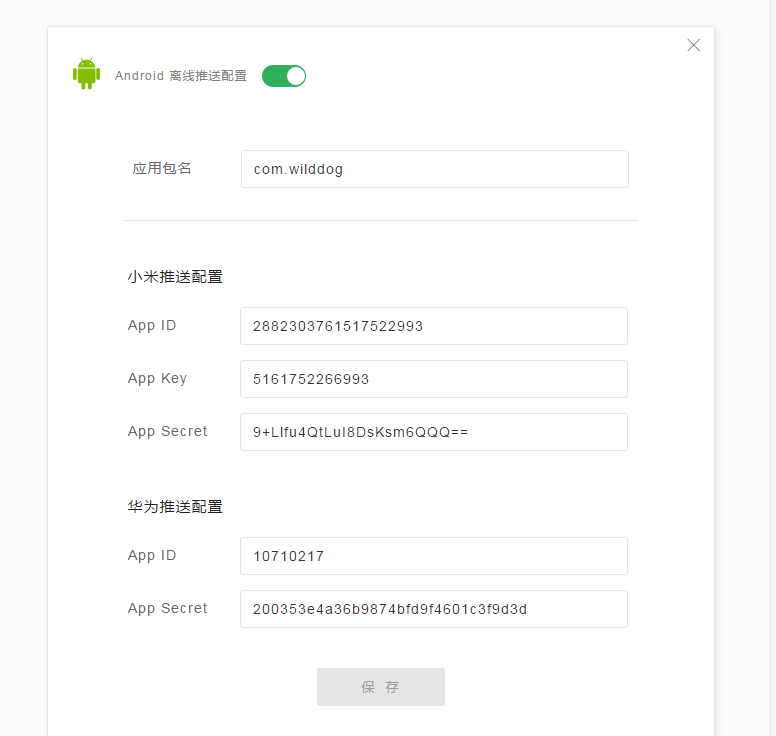 Android 离线推送配置
应用包名 com.wilddog
小米推送配置
App ID 2882303761517522993
App Key 5161752266993
App Secret 9+LIfu4QtLuI8DsKsm6QQQ==
华为推送配置
App ID 10710217
App Secret 200353e4a36b9874bfd9f4601c3f9d3d
保 存